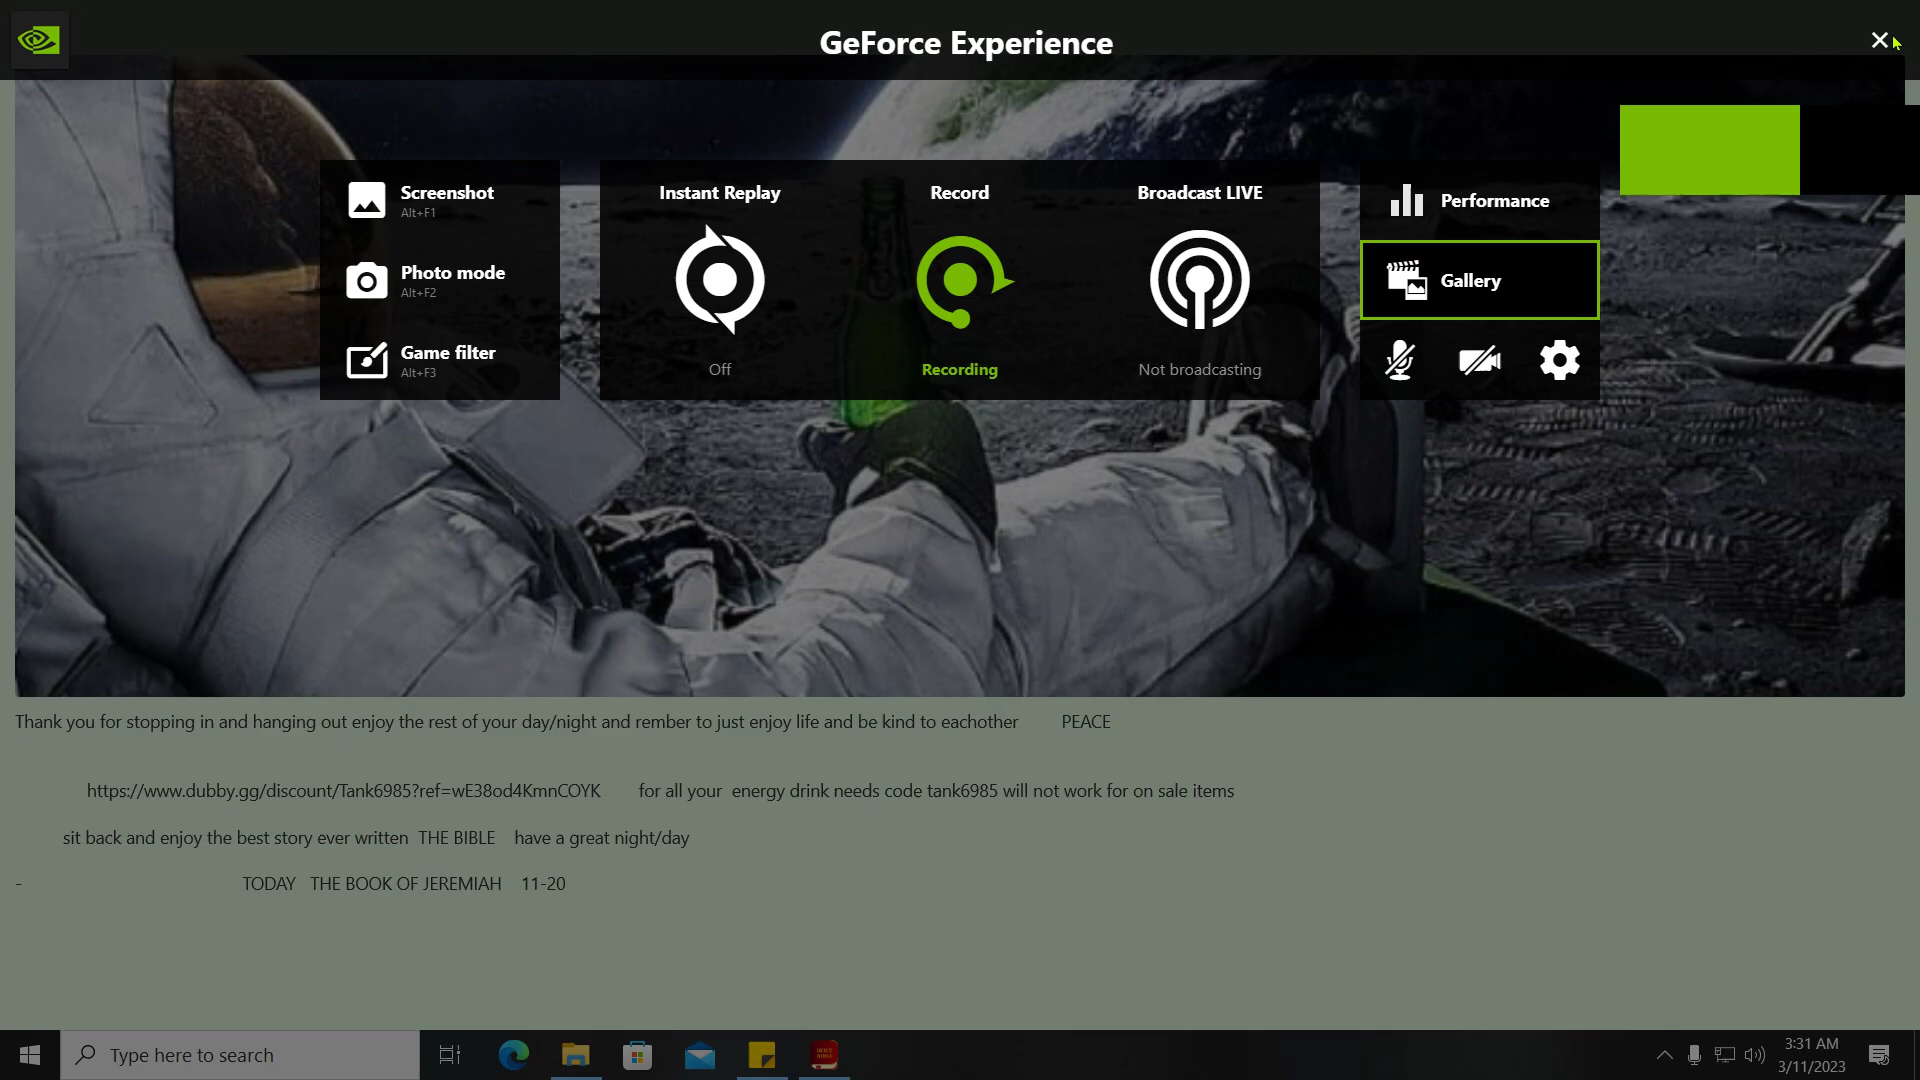 GeForce Experience
Screenshot
Alt+F1
Photo mode
Alt+F2
Game filter
Alt+F3
Instant Replay
Off
Record
Recording
Broadcast LIVE
Not broadcasting
Performance
Gallery
Thank you for stopping in and hanging out enjoy the rest of your day/night and rember to just enjoy life and be kind to eachother PEACE
https://www.dubby.gg/discount/Tank6985?ref=wE38od4KmnCOYK for all your energy drink needs code tank6985 will not work for on sale items
sit back and enjoy the best story ever written THE BIBLE have a great night/day
- TODAY THE BOOK OF JEREMIAH 11-20
Type here to search
HOLY
BIBLE
3:31 AM
3/11/2023